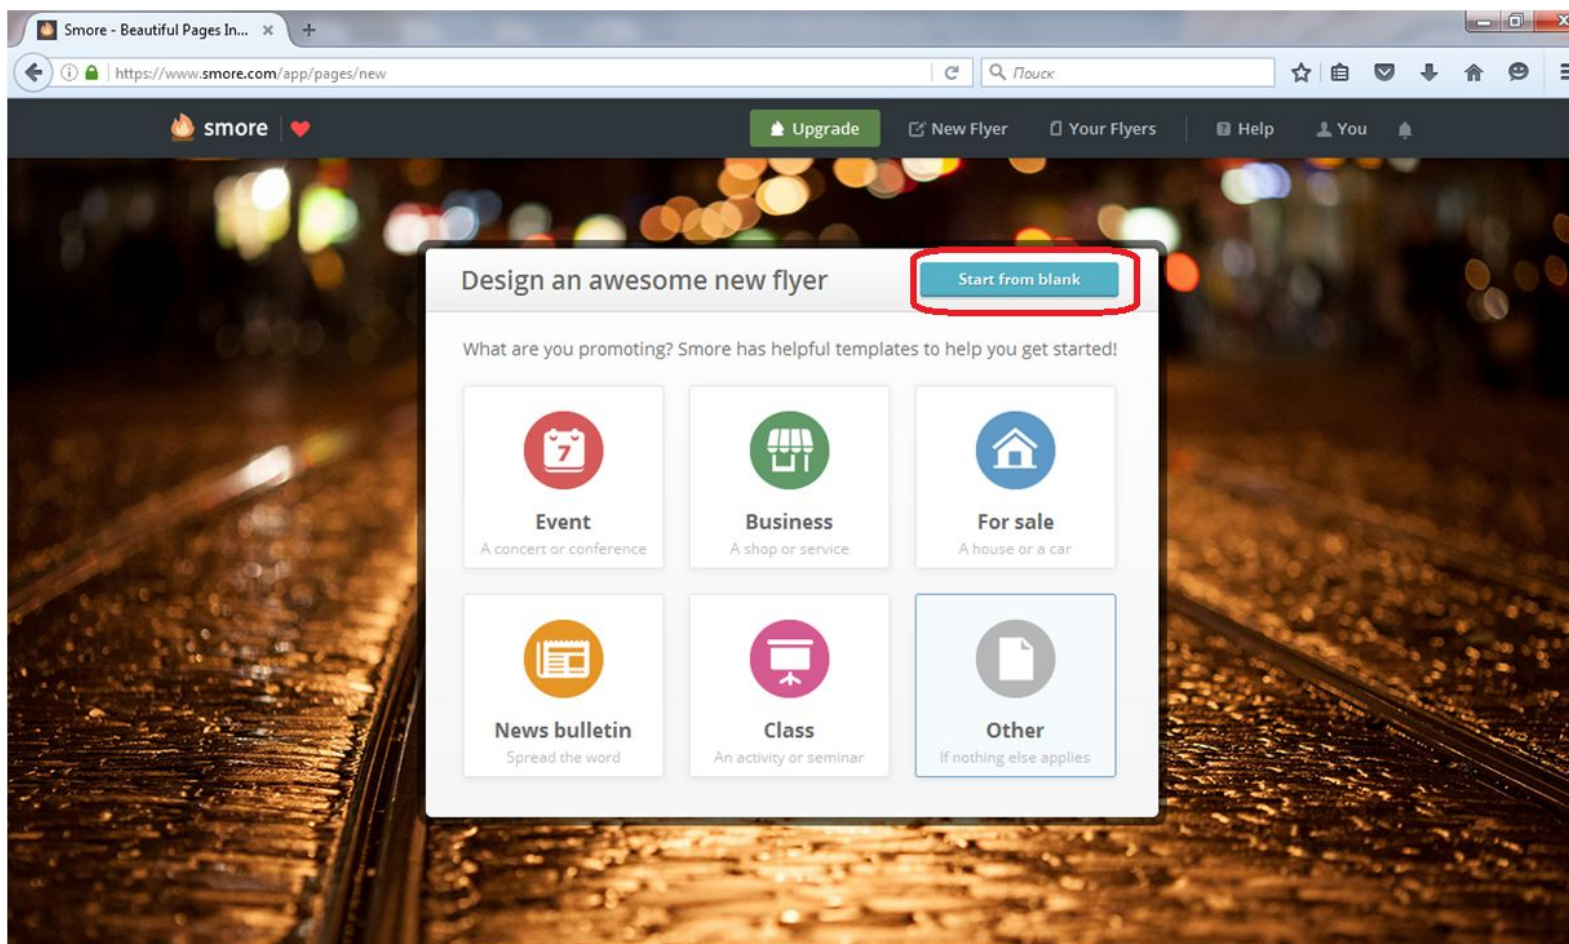 Smore - Beautiful Pages In...
https://www.smore.com/app/pages/new
Поиск
smore
Upgrade
New Flyer
Your Flyers
Help
You
Design an awesome new flyer
Start from blank
What are you promoting? Smore has helpful templates to help you get started!
7
Event
A concert or conference
Business
A shop or service
For sale
A house or a car
News bulletin
Spread the word
Class
An activity or seminar
Other
If nothing else applies